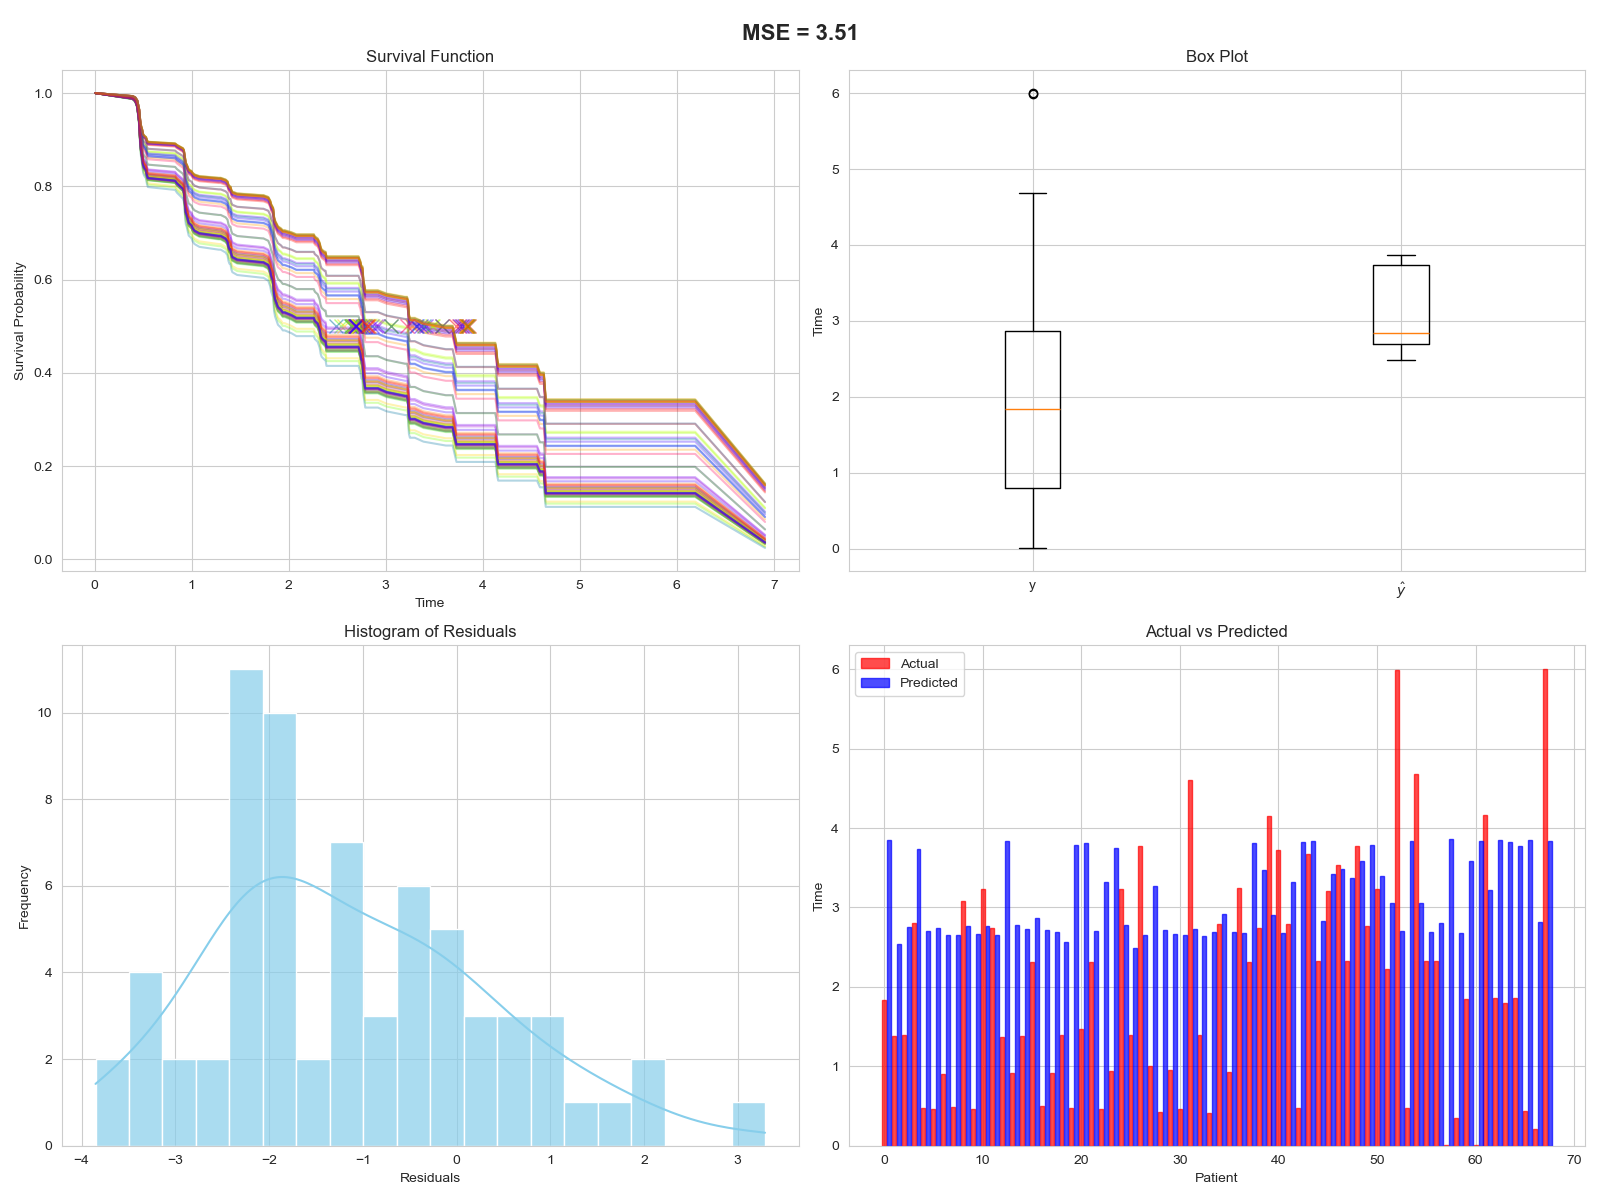 MSE = 3.51
Survival Function
1.0
0.8
0.6
0.4
0.2
0.0
Survival Probability
0 1 2 3 4 5 6 7
Time
Box Plot
6
5
4
3
2
1
0
Time
y ŷ
Histogram of Residuals
10
8
6
4
2
0
Frequency
−4 −3 −2 −1 0 1 2 3
Residuals
Actual vs Predicted
Actual
Predicted
6
5
4
3
2
1
0
Time
0 10 20 30 40 50 60 70
Patient